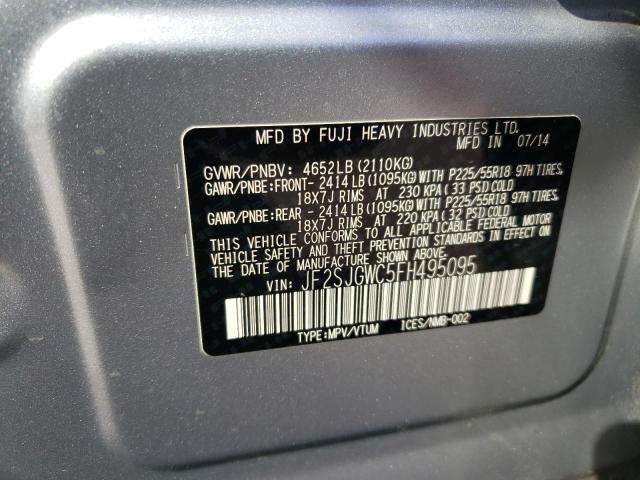 MFD BY FUJI HEAVY INDUSTRIES LTD.
MFD IN 07/14
GVWR/PNBV: 4652LB (2110KG)
GAWR/PNBE:FRONT- 2414 LB (1095KG) WITH P225/55R18 97H TIRES,
18X7J RIMS AT 230 KPA (33 PSI) COLD
GAWR/PNBE:REAR - 2414 LB (1095KG) WITH P225/55R18 97H TIRES,
18X7J RIMS AT 220 KPA (32 PSI) COLD
THIS VEHICLE CONFORMS TO ALL APPLICABLE FEDERAL MOTOR
VEHICLE SAFETY AND THEFT PREVENTION STANDARDS IN EFFECT
ON THE DATE OF MANUFACTURE SHOWN ABOVE.
VIN: JF2SJGWC5FH495095
TYPE:MPV/VTUM ICES/NMB-002